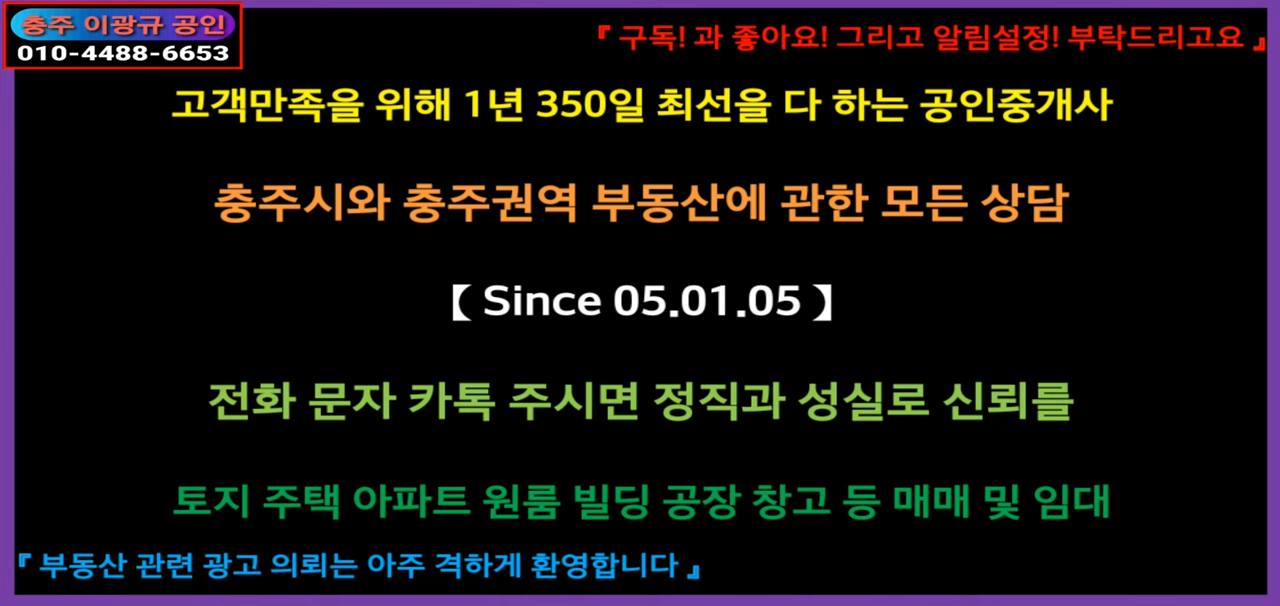 충주 이광규 공인
010-4488-6653
『 구독! 과 좋아요! 그리고 알림설정! 부탁드리고요 』
고객만족을 위해 1년 350일 최선을 다 하는 공인중개사
충주시와 충주권역 부동산에 관한 모든 상담
【 Since 05.01.05 】
전화 문자 카톡 주시면 정직과 성실로 신뢰를
토지 주택 아파트 원룸 빌딩 공장 창고 등 매매 및 임대
『 부동산 관련 광고 의뢰는 아주 격하게 환영합니다 』